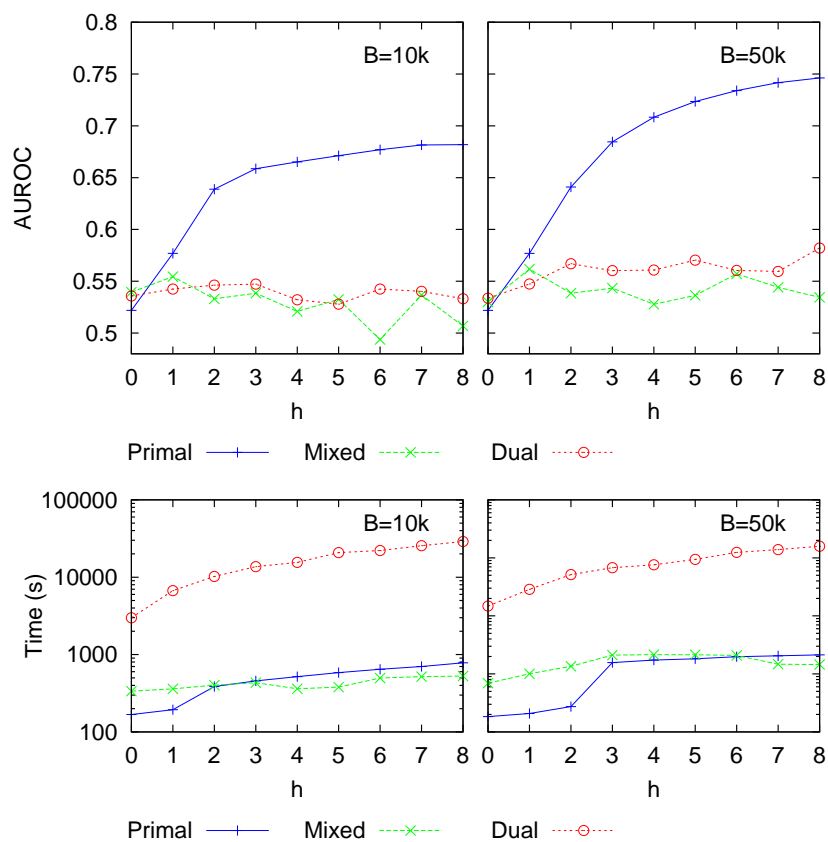 B=10k B=50k
AUROC
0.8
0.75
0.7
0.65
0.6
0.55
0.5
0 1 2 3 4 5 6 7 8 0 1 2 3 4 5 6 7 8
h h
Primal Mixed Dual
B=10k B=50k
Time (s)
100000
10000
1000
100
0 1 2 3 4 5 6 7 8 0 1 2 3 4 5 6 7 8
h h
Primal Mixed Dual